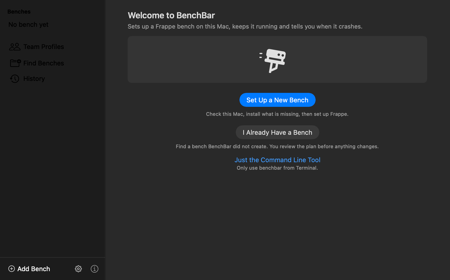 Benches
No bench yet
Team Profiles
Find Benches
History
Add Bench
Welcome to BenchBar
Sets up a Frappe bench on this Mac, keeps it running and tells you when it crashes.
Set Up a New Bench
Check this Mac, install what is missing, then set up Frappe.
I Already Have a Bench
Find a bench BenchBar did not create. You review the plan before anything changes.
Just the Command Line Tool
Only use benchbar from Terminal.